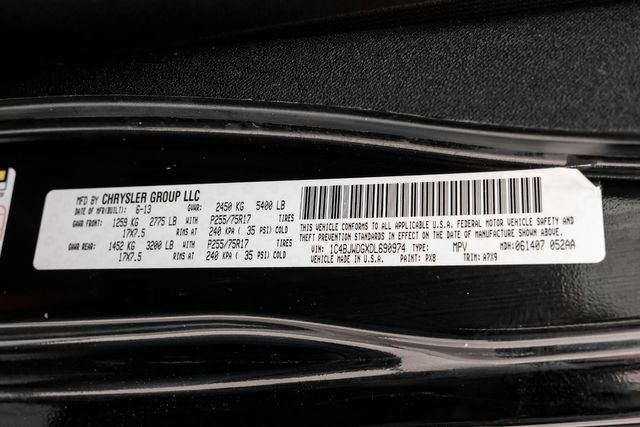 MFD BY CHRYSLER GROUP LLC GVWR: 2450 KG 5400 LB
DATE OF MFR(BUILT): 6-13
GAWR FRONT: 1259 KG 2775 LB WITH P255/75R17 TIRES
17X7.5 RIMS AT 240 KPA ( 35 PSI) COLD
GAWR REAR: 1452 KG 3200 LB WITH P255/75R17 TIRES
17X7.5 RIMS AT 240 KPA ( 35 PSI) COLD
THIS VEHICLE CONFORMS TO ALL APPLICABLE U.S.A. FEDERAL MOTOR VEHICLE SAFETY AND
THEFT PREVENTION STANDARDS IN EFFECT ON THE DATE OF MANUFACTURE SHOWN ABOVE.
VIN: 1C4BJWDGXDL690974 TYPE: MPV MDH: 061407 052AA
VEHICLE MADE IN U.S.A. PAINT: PX8 TRIM: A7X9